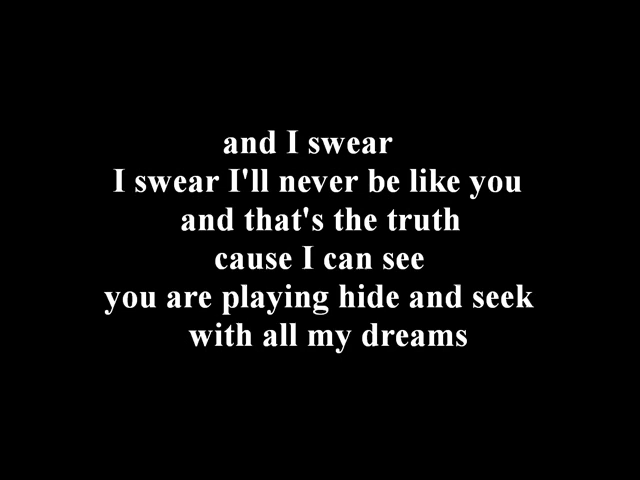 and I swear
I swear I'll never be like you
and that's the truth
cause I can see
you are playing hide and seek
with all my dreams